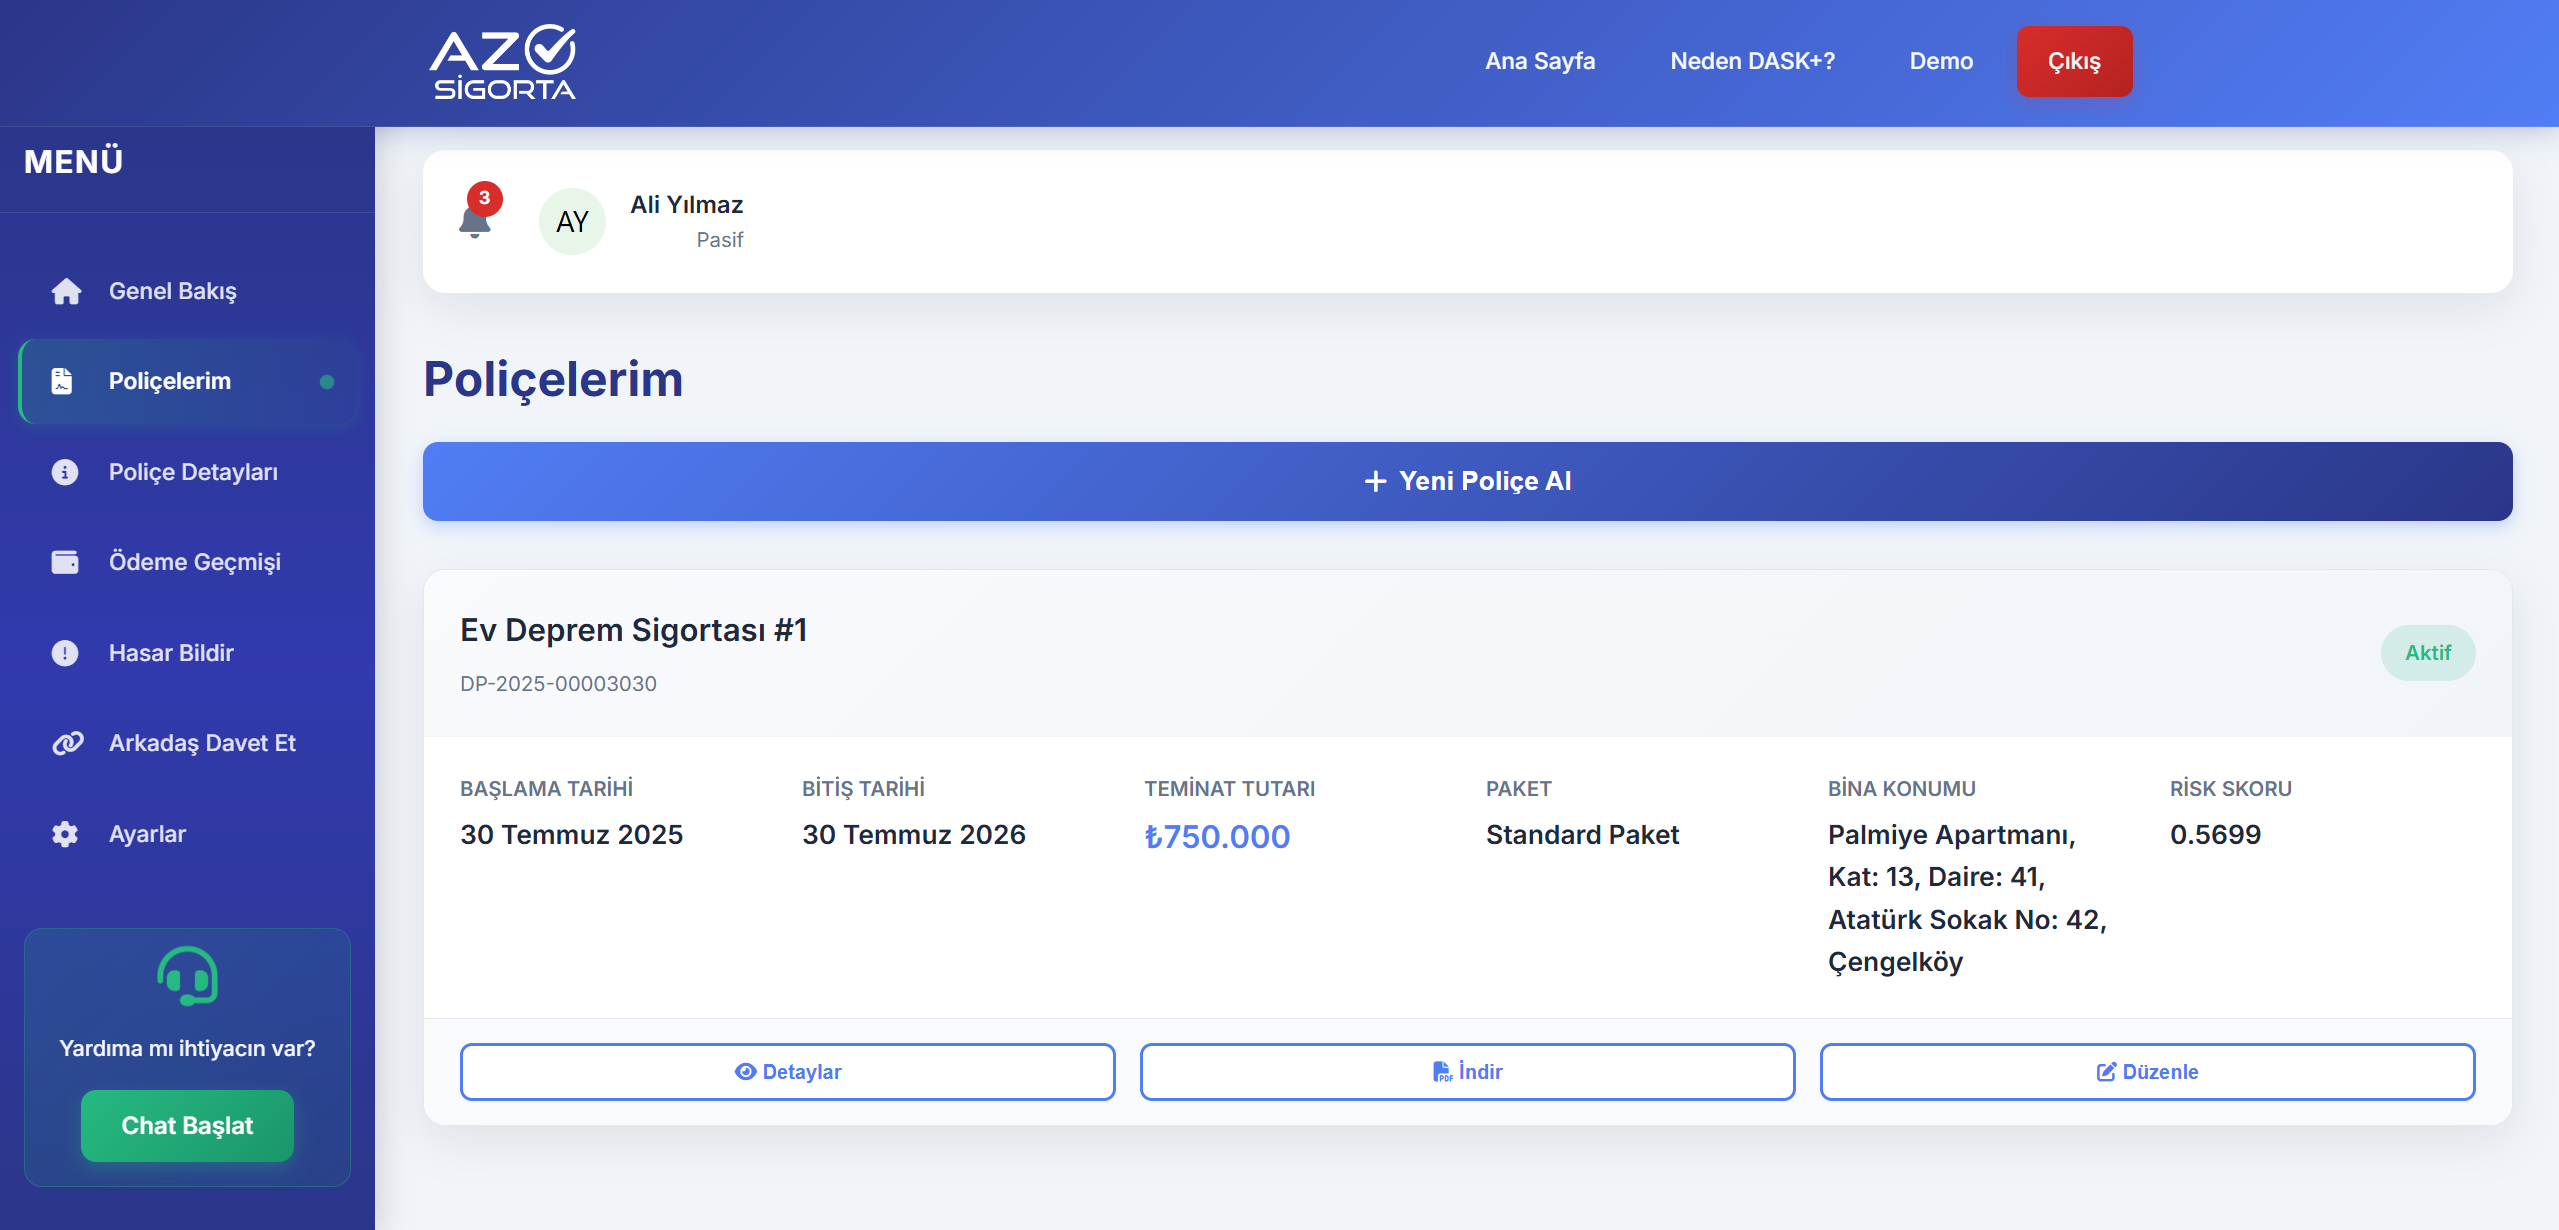 AZ SİGORTA
Ana Sayfa
Neden DASK+?
Demo
Çıkış
MENÜ
Genel Bakış
Poliçelerim
Poliçe Detayları
Ödeme Geçmişi
Hasar Bildir
Arkadaş Davet Et
Ayarlar
Yardıma mı ihtiyacın var?
Chat Başlat
3
AY
Ali Yılmaz
Pasif
Poliçelerim
+ Yeni Poliçe Al
Ev Deprem Sigortası #1
DP-2025-00003030
Aktif
BAŞLAMA TARİHİ
30 Temmuz 2025
BİTİŞ TARİHİ
30 Temmuz 2026
TEMİNAT TUTARI
₺750.000
PAKET
Standard Paket
BİNA KONUMU
Palmiye Apartmanı,
Kat: 13, Daire: 41,
Atatürk Sokak No: 42,
Çengelköy
RİSK SKORU
0.5699
Detaylar
PDF İndir
Düzenle